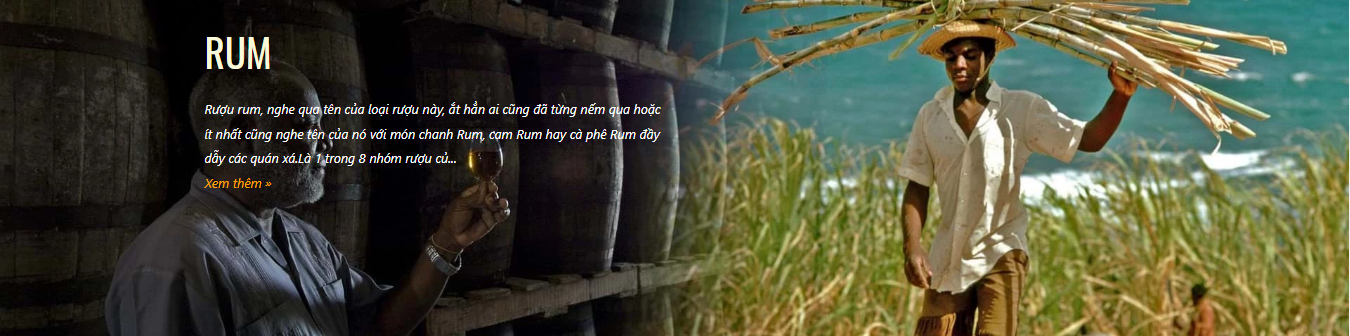 RUM
Rượu rum, nghe qua tên của loại rượu này, ắt hẳn ai cũng đã từng nếm qua hoặc
ít nhất cũng nghe tên của nó với món chanh Rum, cam Rum hay cà phê Rum đầy
dẫy các quán xá.Là 1 trong 8 nhóm rượu củ...
Xem thêm »